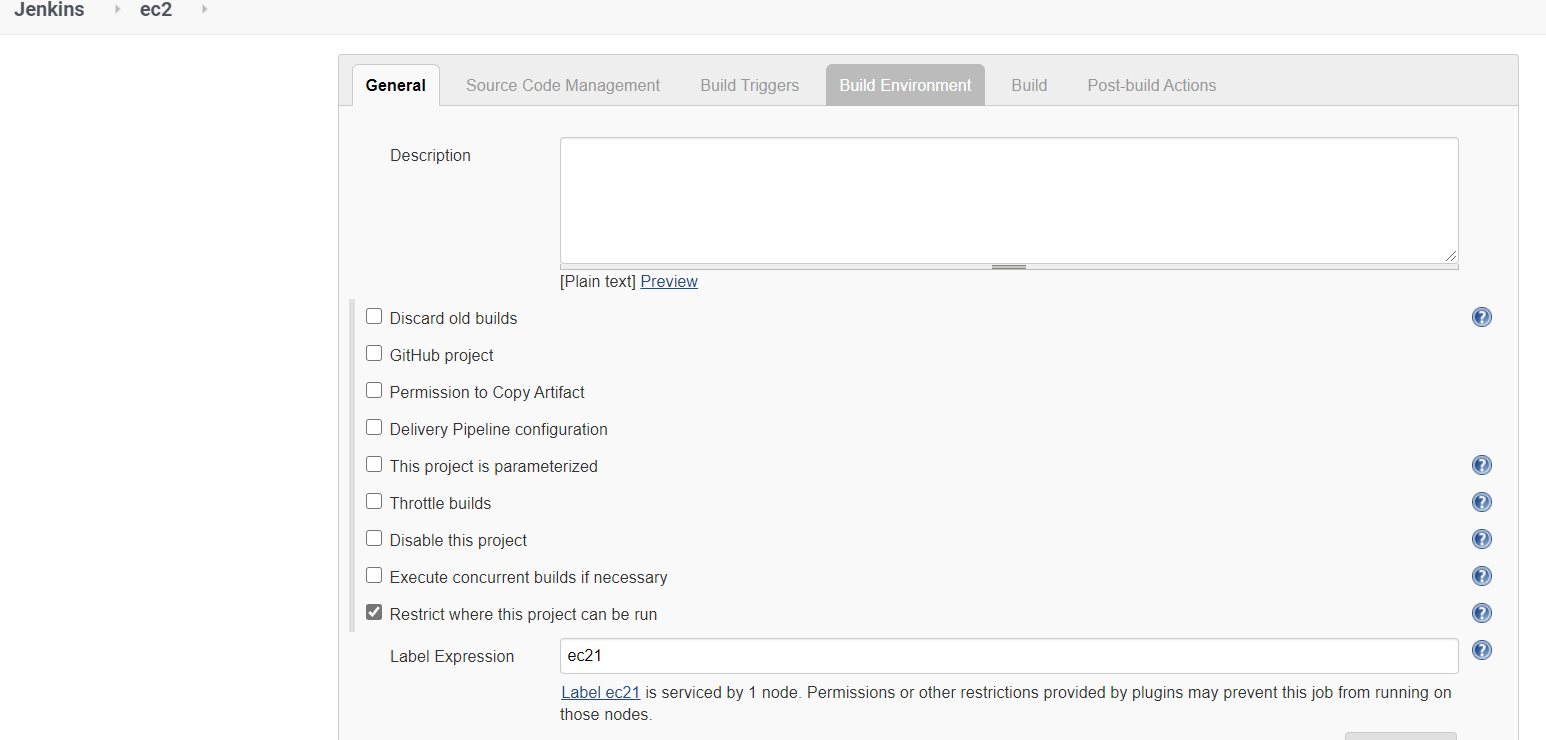 Jenkins ec2
General Source Code Management Build Triggers Build Environment Build Post-build Actions
Description
[Plain text] Preview
Discard old builds
GitHub project
Permission to Copy Artifact
Delivery Pipeline configuration
This project is parameterized
Throttle builds
Disable this project
Execute concurrent builds if necessary
Restrict where this project can be run
Label Expression ec21
Label ec21 is serviced by 1 node. Permissions or other restrictions provided by plugins may prevent this job from running on
those nodes.